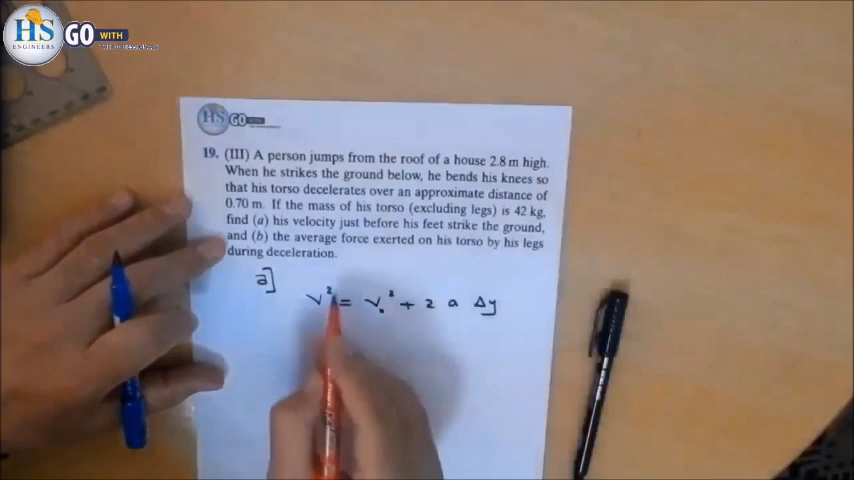 HS
ENGINEERS
GO WITH
HS GO
19. (III) A person jumps from the roof of a house 2.8 m high.
When he strikes the ground below, he bends his knees so
that his torso decelerates over an approximate distance of
0.70 m. If the mass of his torso (excluding legs) is 42 kg,
find (a) his velocity just before his feet strike the ground,
and (b) the average force exerted on his torso by his legs
during deceleration.
a]
v² = v₀² + 2 a Δy